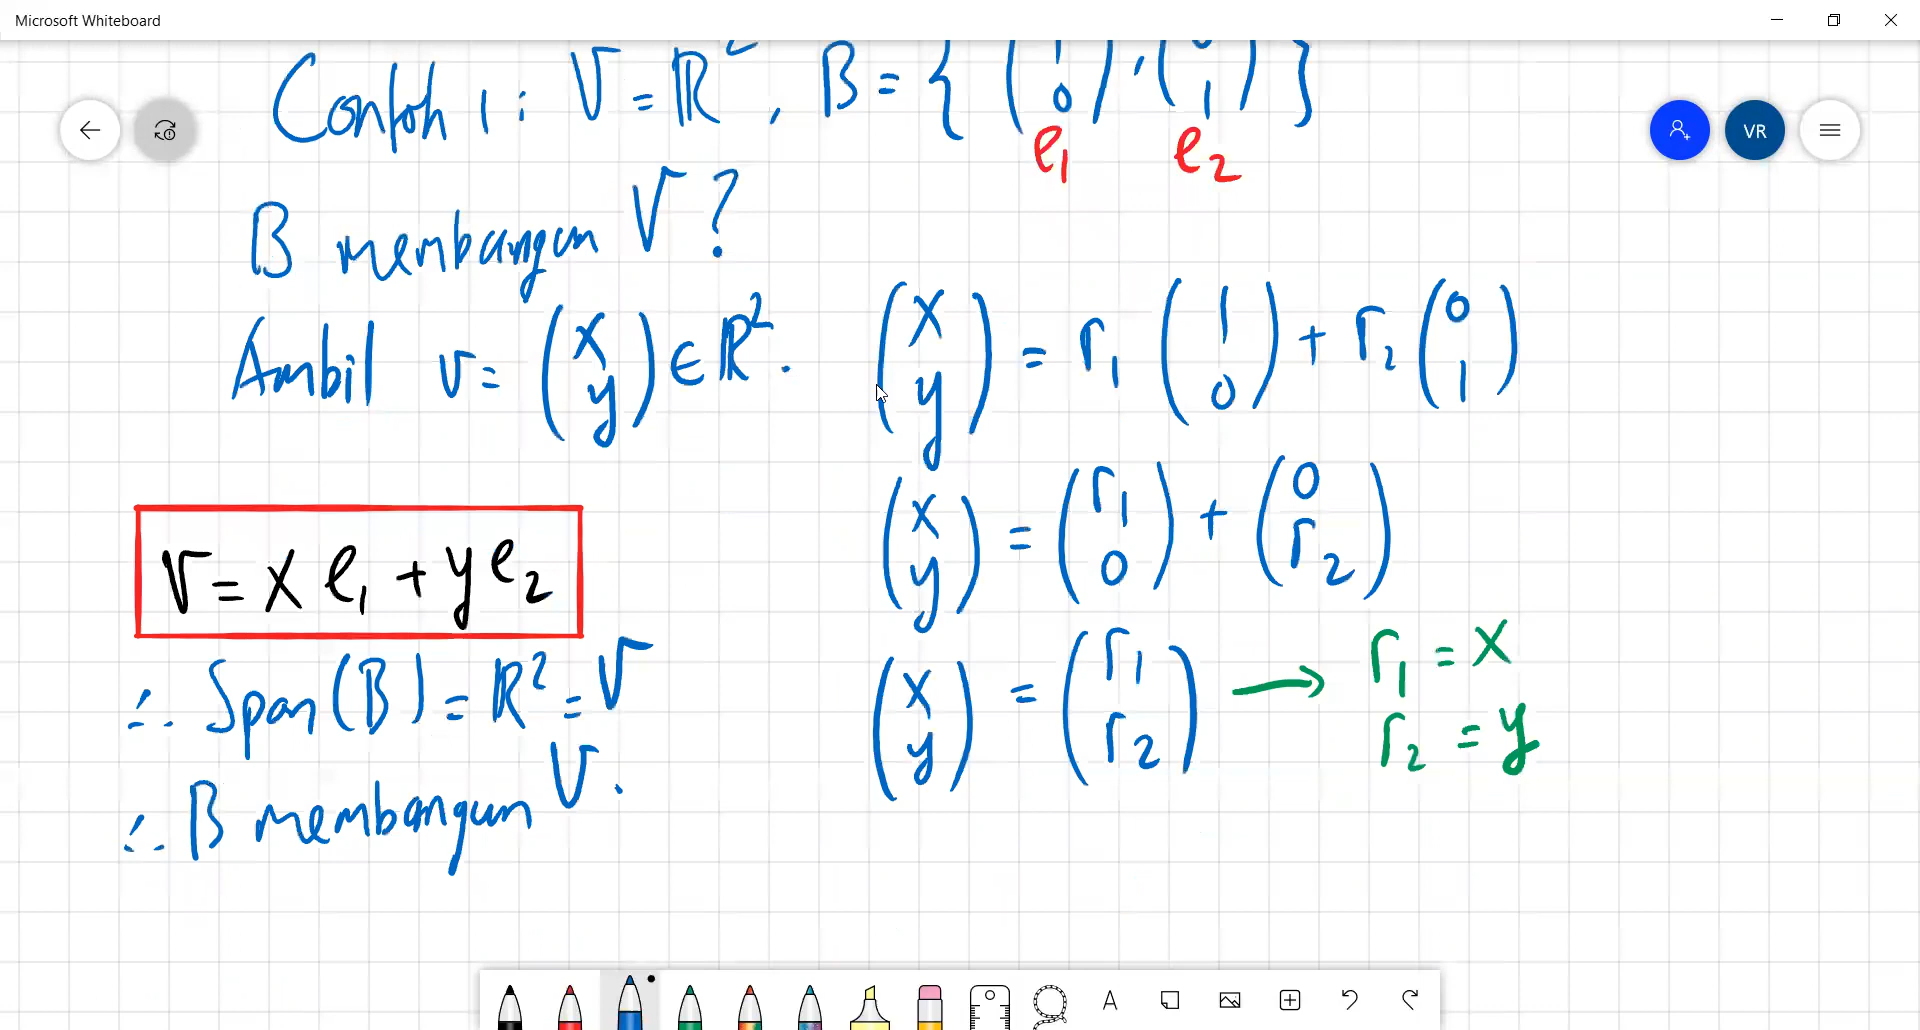 Microsoft Whiteboard
Contoh 1 : V = ℝ², B = { (1 0), (0 1) }
e₁ e₂
VR
B membangun V ?
Ambil v = (x y) ∈ ℝ².
(x y) = r₁ (1 0) + r₂ (0 1)
(x y) = (r₁ 0) + (0 r₂)
(x y) = (r₁ r₂) → r₁ = x
r₂ = y
v = x e₁ + y e₂
∴ Span(B) = ℝ² = V
∴ B membangun V.
A